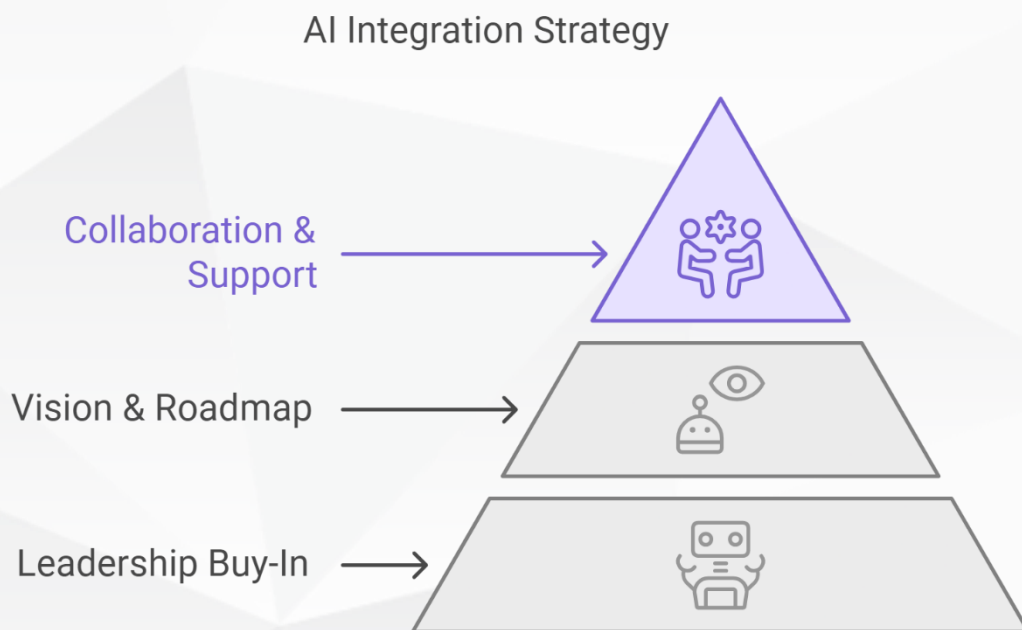 AI Integration Strategy
Collaboration &
Support
Vision & Roadmap
Leadership Buy-In